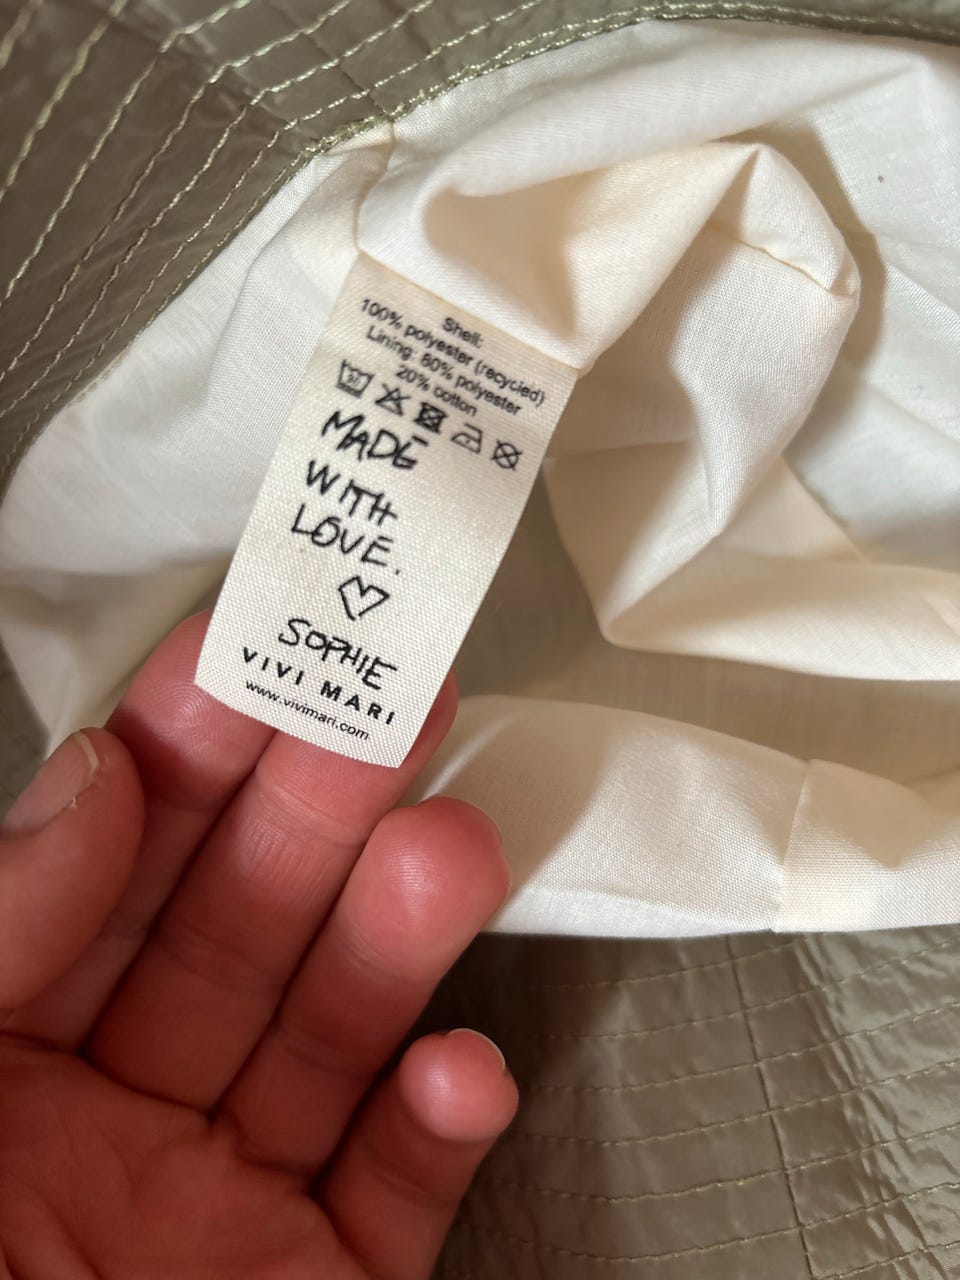 Shell:
100% polyester (recycled)
Lining: 80% polyester
20% cotton
MADE
WITH
LOVE.
SOPHIE
VIVI MARI
www.vivimari.com